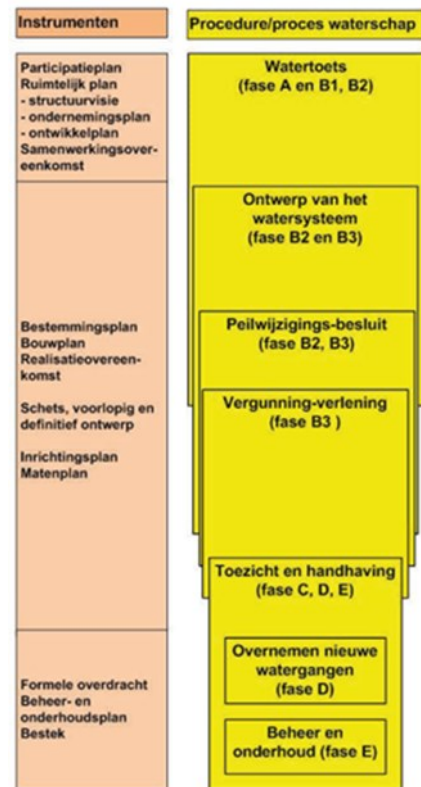 Instrumenten
Participatieplan
Ruimtelijk plan
- structuurvisie
- ondernemingsplan
- ontwikkelplan
Samenwerkingsover-
eenkomst
Bestemmingsplan
Bouwplan
Realisatieovereen-
komst
Schets, voorlopig en
definitief ontwerp
Inrichtingsplan
Matenplan
Formele overdracht
Beheer- en
onderhoudsplan
Bestek
Procedure/proces waterschap
Watertoets
(fase A en B1, B2)
Ontwerp van het
watersysteem
(fase B2 en B3)
Peilwijzigings-besluit
(fase B2, B3)
Vergunning-verlening
(fase B3 )
Toezicht en handhaving
(fase C, D, E)
Overnemen nieuwe
watergangen
(fase D)
Beheer en
onderhoud (fase E)